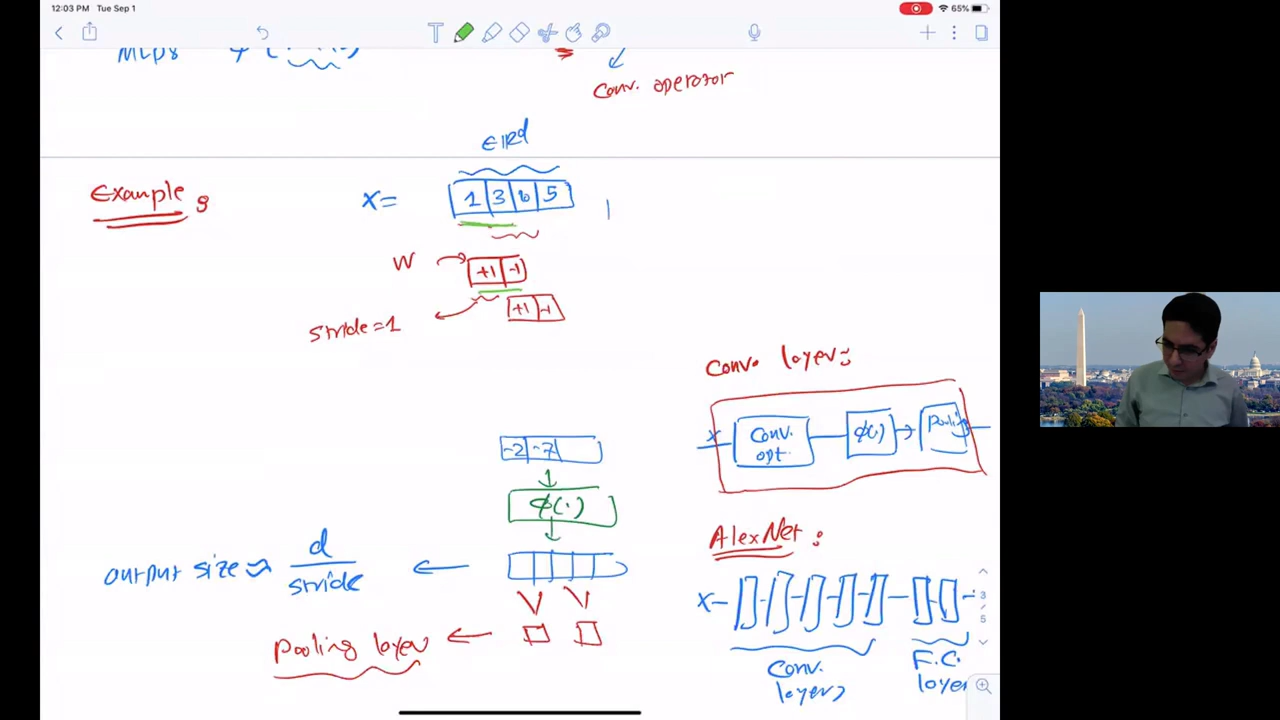 12:03 PM Tue Sep 1
65%
MLPs
Conv. operator
∈ ℝd
Example :
x= 1 3 6 5
W +1 -1
+1 -1
stride=1
Conv. layer:
x Conv. opt. φ(·) → Pooling
-2 -7
φ(·)
output size ≈ d / stride
AlexNet :
x
Pooling layer
Conv. layers
F.C. layer
3 / 5